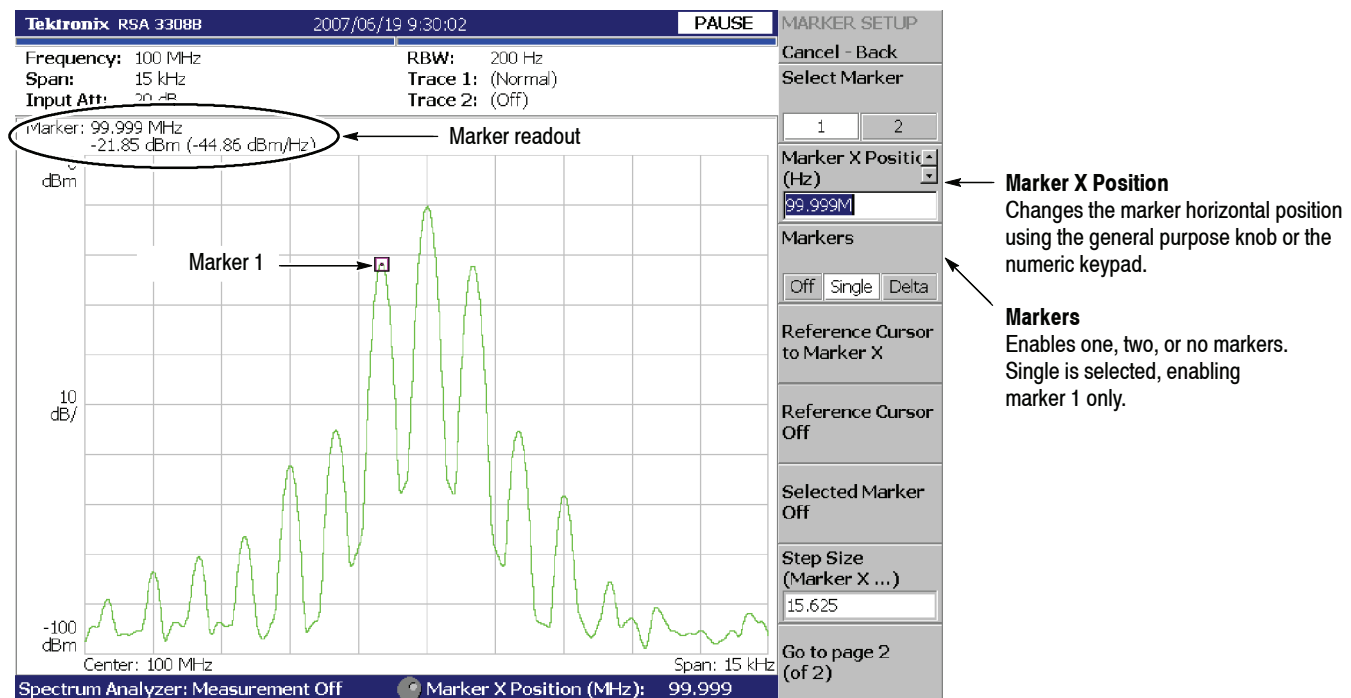 Tektronix RSA 3308B 2007/06/19 9:30:02 PAUSE
Frequency: 100 MHz RBW: 200 Hz
Span: 15 kHz Trace 1: (Normal)
Input Att: 20 dB Trace 2: (Off)
Marker: 99.999 MHz
-21.85 dBm (-44.86 dBm/Hz)
Marker readout
0
dBm
Marker 1
10
dB/
-100
dBm
Center: 100 MHz Span: 15 kHz
Spectrum Analyzer: Measurement Off Marker X Position (MHz): 99.999
MARKER SETUP
Cancel - Back
Select Marker
1 2
Marker X Positic
(Hz)
99.999M
Markers
Off Single Delta
Reference Cursor
to Marker X
Reference Cursor
Off
Selected Marker
Off
Step Size
(Marker X ...)
15.625
Go to page 2
(of 2)
Marker X Position
Changes the marker horizontal position
using the general purpose knob or the
numeric keypad.
Markers
Enables one, two, or no markers.
Single is selected, enabling
marker 1 only.